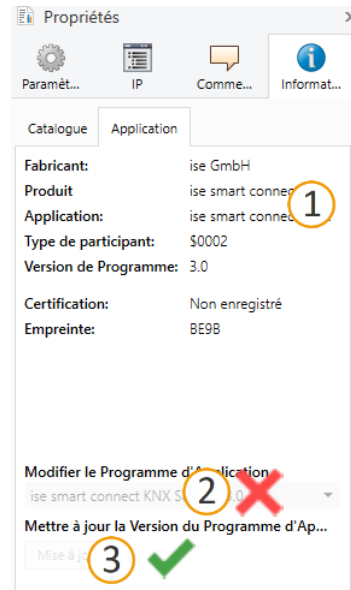 Propriétés
Paramèt... IP Comme... Informat...
Catalogue Application
Fabricant: ise GmbH
Produit ise smart connec
1
Application: ise smart connec
Type de participant: $0002
Version de Programme: 3.0
Certification: Non enregistré
Empreinte: BE9B
Modifier le Programme d'Application
ise smart connect KNX S 2 3.0
Mettre à jour la Version du Programme d'Ap...
Mise à jo 3